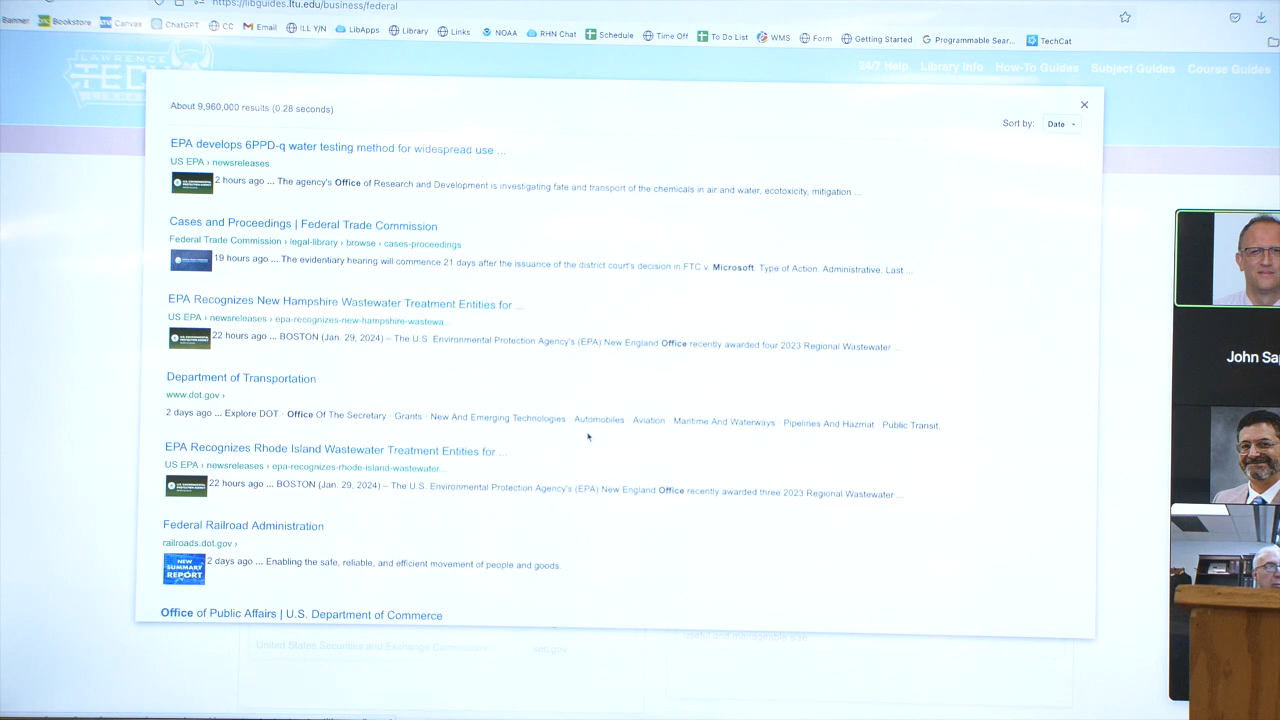 https://libguides.ltu.edu/business/federal
Banner Bookstore Canvas ChatGPT CC Email ILL Y/N LibApps Library Links NOAA RHN Chat Schedule Time Off To Do List WMS Form Getting Started Programmable Sear... TechCat
LAWRENCE
TECH
24/7 Help Library Info How-To Guides Subject Guides Course Guides
About 9,960,000 results (0.28 seconds)
Sort by: Date
EPA develops 6PPD-q water testing method for widespread use ...
US EPA › newsreleases
2 hours ago ... The agency's Office of Research and Development is investigating fate and transport of the chemicals in air and water, ecotoxicity, mitigation ...
Cases and Proceedings | Federal Trade Commission
Federal Trade Commission › legal-library › browse › cases-proceedings
19 hours ago ... The evidentiary hearing will commence 21 days after the issuance of the district court's decision in FTC v. Microsoft. Type of Action. Administrative. Last ...
EPA Recognizes New Hampshire Wastewater Treatment Entities for ...
US EPA › newsreleases › epa-recognizes-new-hampshire-wastewa...
22 hours ago ... BOSTON (Jan. 29, 2024) – The U.S. Environmental Protection Agency's (EPA) New England Office recently awarded four 2023 Regional Wastewater ...
Department of Transportation
www.dot.gov ›
2 days ago ... Explore DOT · Office Of The Secretary · Grants · New And Emerging Technologies · Automobiles · Aviation · Maritime And Waterways · Pipelines And Hazmat · Public Transit.
EPA Recognizes Rhode Island Wastewater Treatment Entities for ...
US EPA › newsreleases › epa-recognizes-rhode-island-wastewater...
22 hours ago ... BOSTON (Jan. 29, 2024) – The U.S. Environmental Protection Agency's (EPA) New England Office recently awarded three 2023 Regional Wastewater ...
Federal Railroad Administration
railroads.dot.gov ›
NEW
SUMMARY
REPORT
2 days ago ... Enabling the safe, reliable, and efficient movement of people and goods.
Office of Public Affairs | U.S. Department of Commerce
United States Securities and Exchange Commission sec.gov
useful and manageable size
John Sa